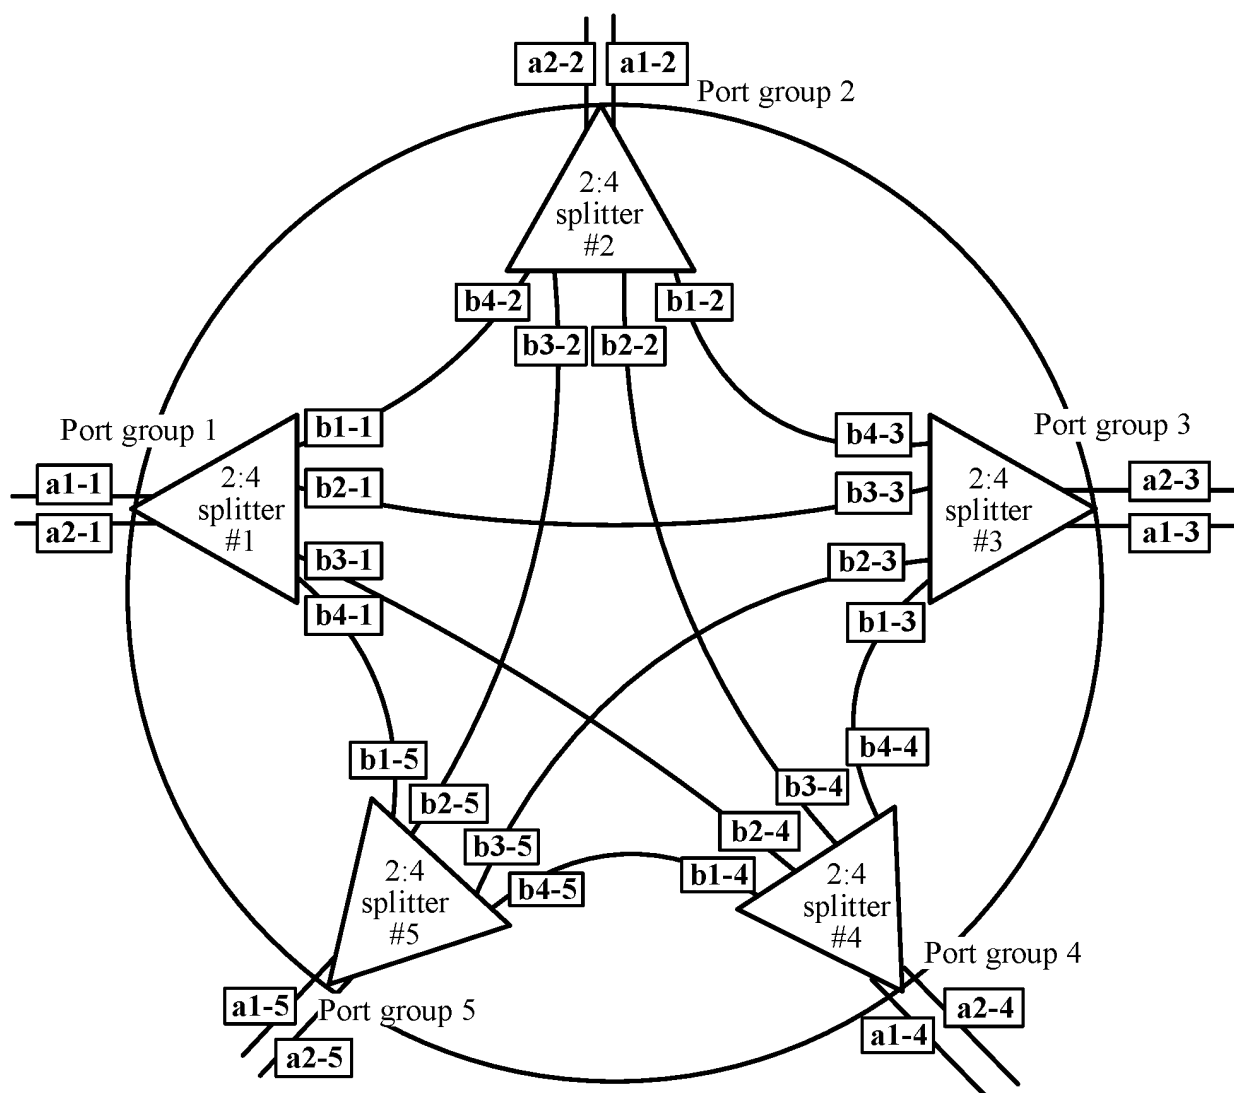 a2-2
a1-2
Port group 2
2:4
splitter
#2
b4-2
b1-2
b3-2
b2-2
Port group 1
b1-1
b4-3
Port group 3
a1-1
a2-1
2:4
splitter
#1
b2-1
b3-3
2:4
splitter
#3
a2-3
a1-3
b3-1
b2-3
b4-1
b1-3
b1-5
b4-4
b2-5
b3-4
b3-5
b2-4
b4-5
b1-4
2:4
splitter
#5
2:4
splitter
#4
Port group 4
a1-5
Port group 5
a2-5
a2-4
a1-4